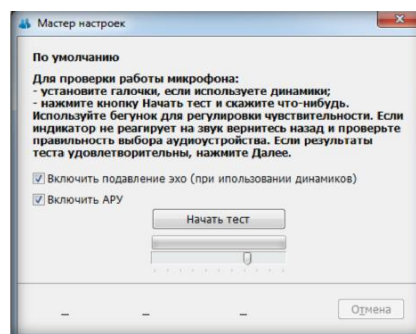 Мастер настроек
По умолчанию
Для проверки работы микрофона:
- установите галочки, если используете динамики;
- нажмите кнопку Начать тест и скажите что-нибудь.
Используйте бегунок для регулировки чувствительности. Если
индикатор не реагирует на звук вернитесь назад и проверьте
правильность выбора аудиоустройства. Если результаты
теста удовлетворительны, нажмите Далее.
Включить подавление эхо (при ипользовании динамиков)
Включить АРУ
Начать тест
Отмена